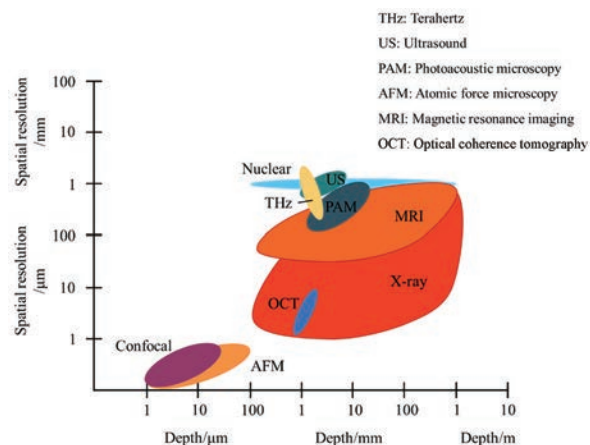 THz: Terahertz
US: Ultrasound
PAM: Photoacoustic microscopy
AFM: Atomic force microscopy
MRI: Magnetic resonance imaging
OCT: Optical coherence tomography
Spatial resolution
/mm
100
10
1
Spatial resolution
/μm
100
10
1
Nuclear
US
THz
PAM
MRI
X-ray
OCT
Confocal
AFM
1 10 100 1 10 100 1 10
Depth/μm Depth/mm Depth/m